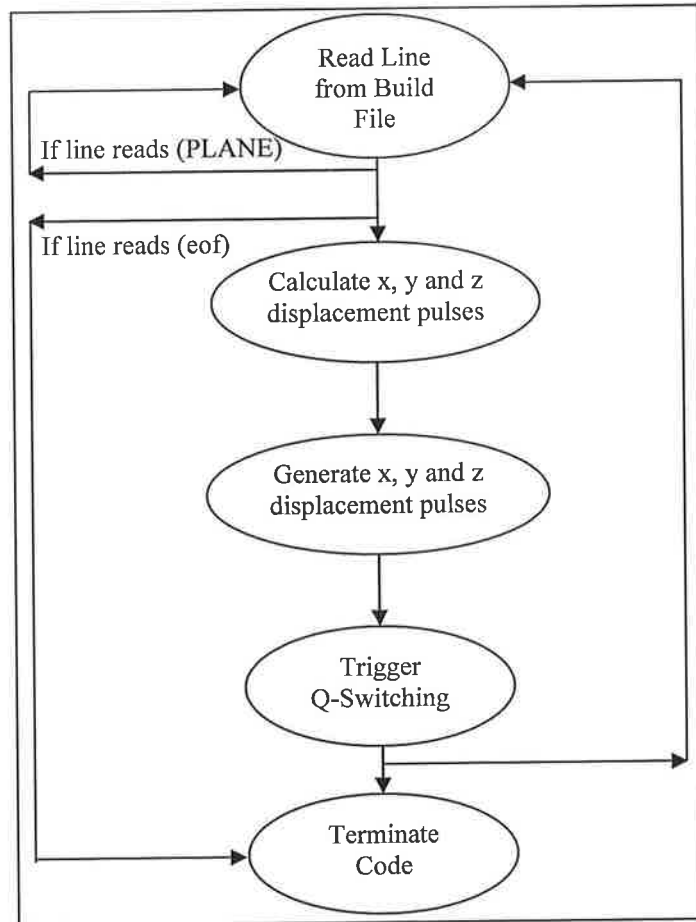 Read Line
from Build
File
If line reads (PLANE)
If line reads (eof)
Calculate x, y and z
displacement pulses
Generate x, y and z
displacement pulses
Trigger
Q-Switching
Terminate
Code